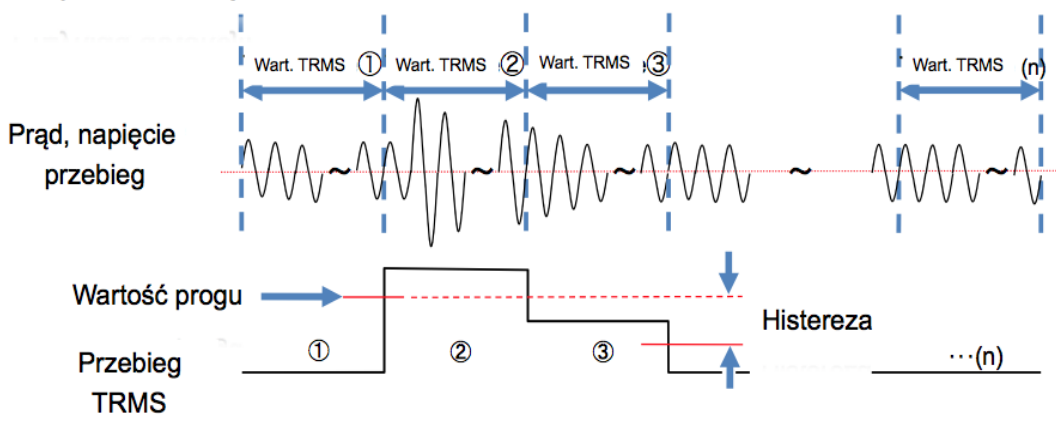 Wart. TRMS ①
Wart. TRMS ②
Wart. TRMS ③
Wart. TRMS (n)
Prąd, napięcie
przebieg
~ ~ ~ ~ ~
Wartość progu
Histereza
Przebieg
TRMS
① ② ③ ⋯(n)